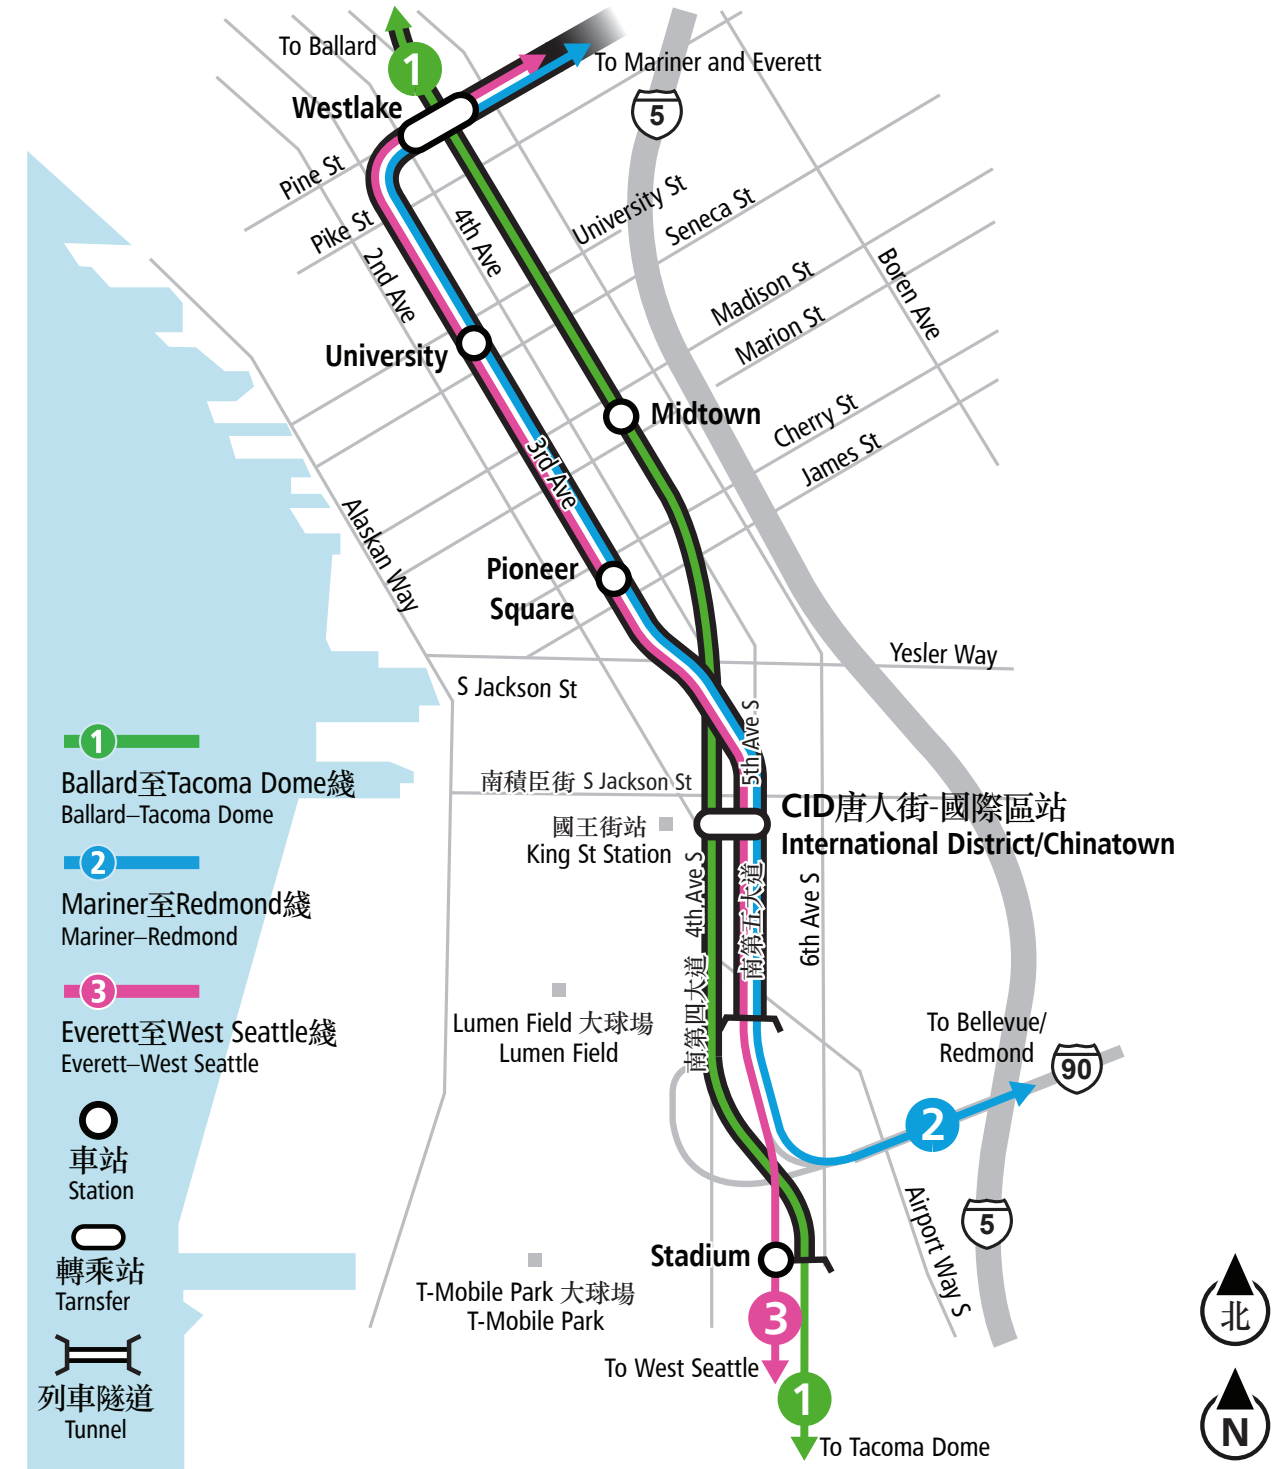 To Ballard
1
To Mariner and Everett
Westlake
5
Pine St
Pike St
2nd Ave
4th Ave
University St
Seneca St
Madison St
Marion St
Boren Ave
University
Midtown
Cherry St
James St
3rd Ave
Alaskan Way
Pioneer
Square
Yesler Way
S Jackson St
5th Ave S
南積臣街 S Jackson St
CID唐人街-國際區站
International District/Chinatown
國王街站
King St Station
4th Ave S
南第四大道
南第五大道
6th Ave S
Lumen Field 大球場
Lumen Field
To Bellevue/
Redmond
90
2
5
Airport Way S
Stadium
T-Mobile Park 大球場
T-Mobile Park
3
To West Seattle
1
To Tacoma Dome
1
Ballard至Tacoma Dome綫
Ballard–Tacoma Dome
2
Mariner至Redmond綫
Mariner–Redmond
3
Everett至West Seattle綫
Everett–West Seattle
車站
Station
轉乘站
Tarnsfer
列車隧道
Tunnel
北
N